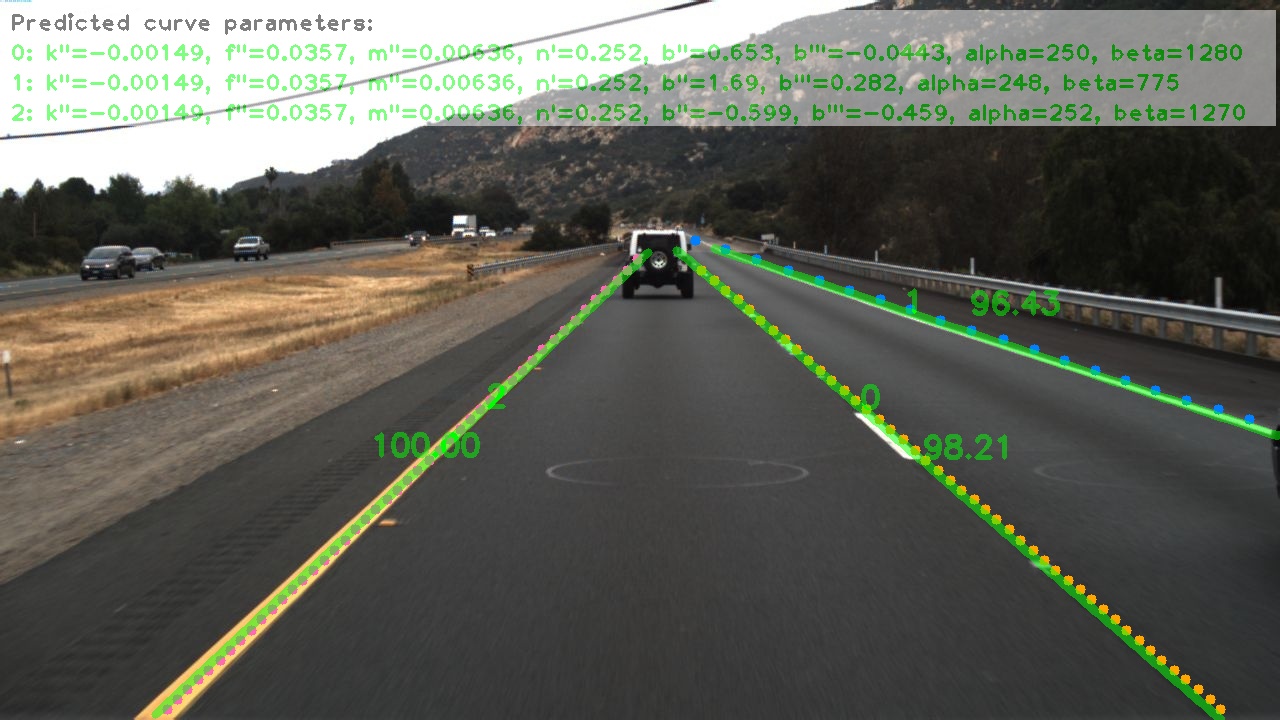 Predicted curve parameters:
0: k''=-0.00149, f''=0.0357, m''=0.00636, n'=0.252, b''=0.653, b'''=-0.0443, alpha=250, beta=1280
1: k''=-0.00149, f''=0.0357, m''=0.00636, n'=0.252, b''=1.69, b'''=0.282, alpha=248, beta=775
2: k''=-0.00149, f''=0.0357, m''=0.00636, n'=0.252, b''=-0.599, b'''=-0.459, alpha=252, beta=1270
1 96.43
2
0
100.00
98.21